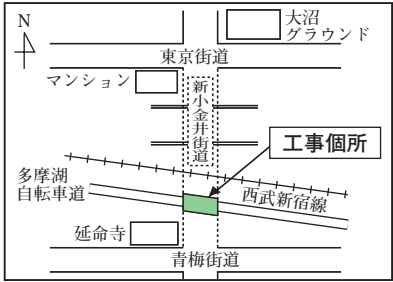 N
大沼
グラウンド
東京街道
マンション
新小金井街道
工事個所
多摩湖
自転車道
西武新宿線
延命寺
青梅街道